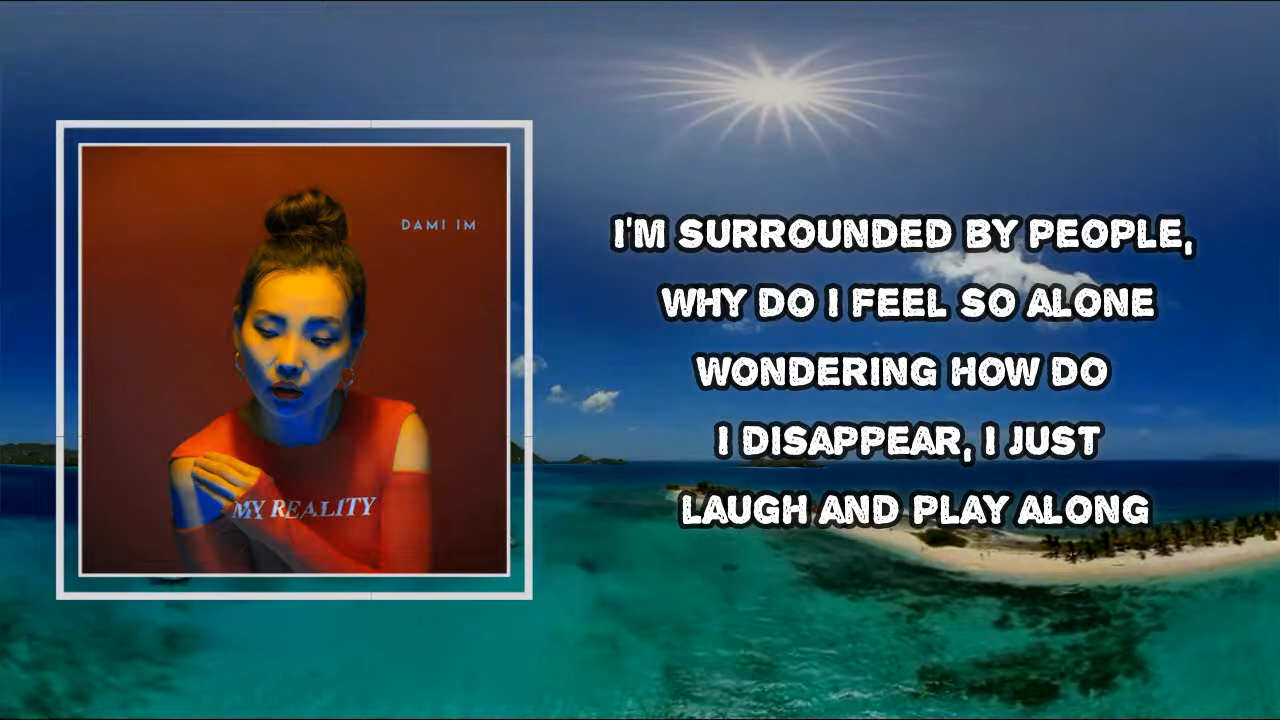 DAMI IM
MY REALITY
I'M SURROUNDED BY PEOPLE,
WHY DO I FEEL SO ALONE
WONDERING HOW DO
I DISAPPEAR, I JUST
LAUGH AND PLAY ALONG